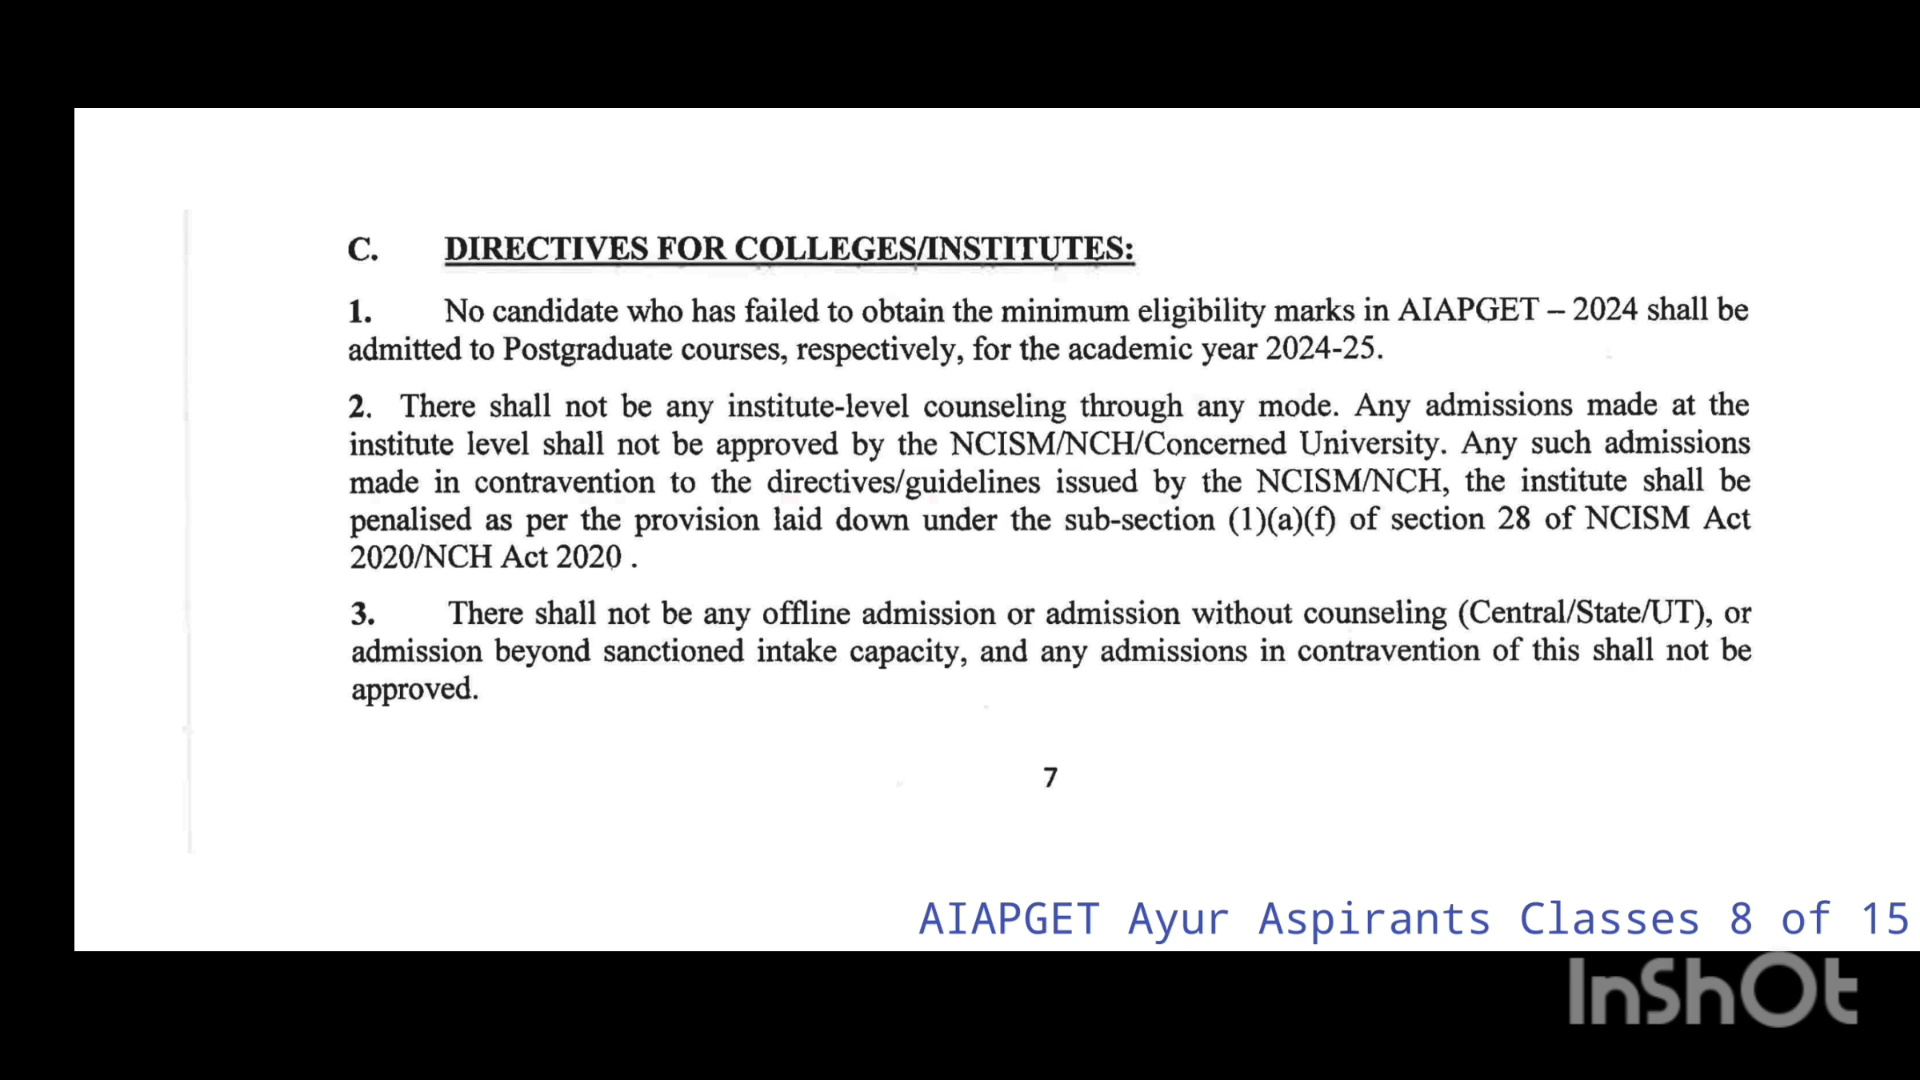 C. DIRECTIVES FOR COLLEGES/INSTITUTES:
1. No candidate who has failed to obtain the minimum eligibility marks in AIAPGET – 2024 shall be
admitted to Postgraduate courses, respectively, for the academic year 2024-25.
2. There shall not be any institute-level counseling through any mode. Any admissions made at the
institute level shall not be approved by the NCISM/NCH/Concerned University. Any such admissions
made in contravention to the directives/guidelines issued by the NCISM/NCH, the institute shall be
penalised as per the provision laid down under the sub-section (1)(a)(f) of section 28 of NCISM Act
2020/NCH Act 2020 .
3. There shall not be any offline admission or admission without counseling (Central/State/UT), or
admission beyond sanctioned intake capacity, and any admissions in contravention of this shall not be
approved.
7
AIAPGET Ayur Aspirants Classes 8 of 15
InShOt